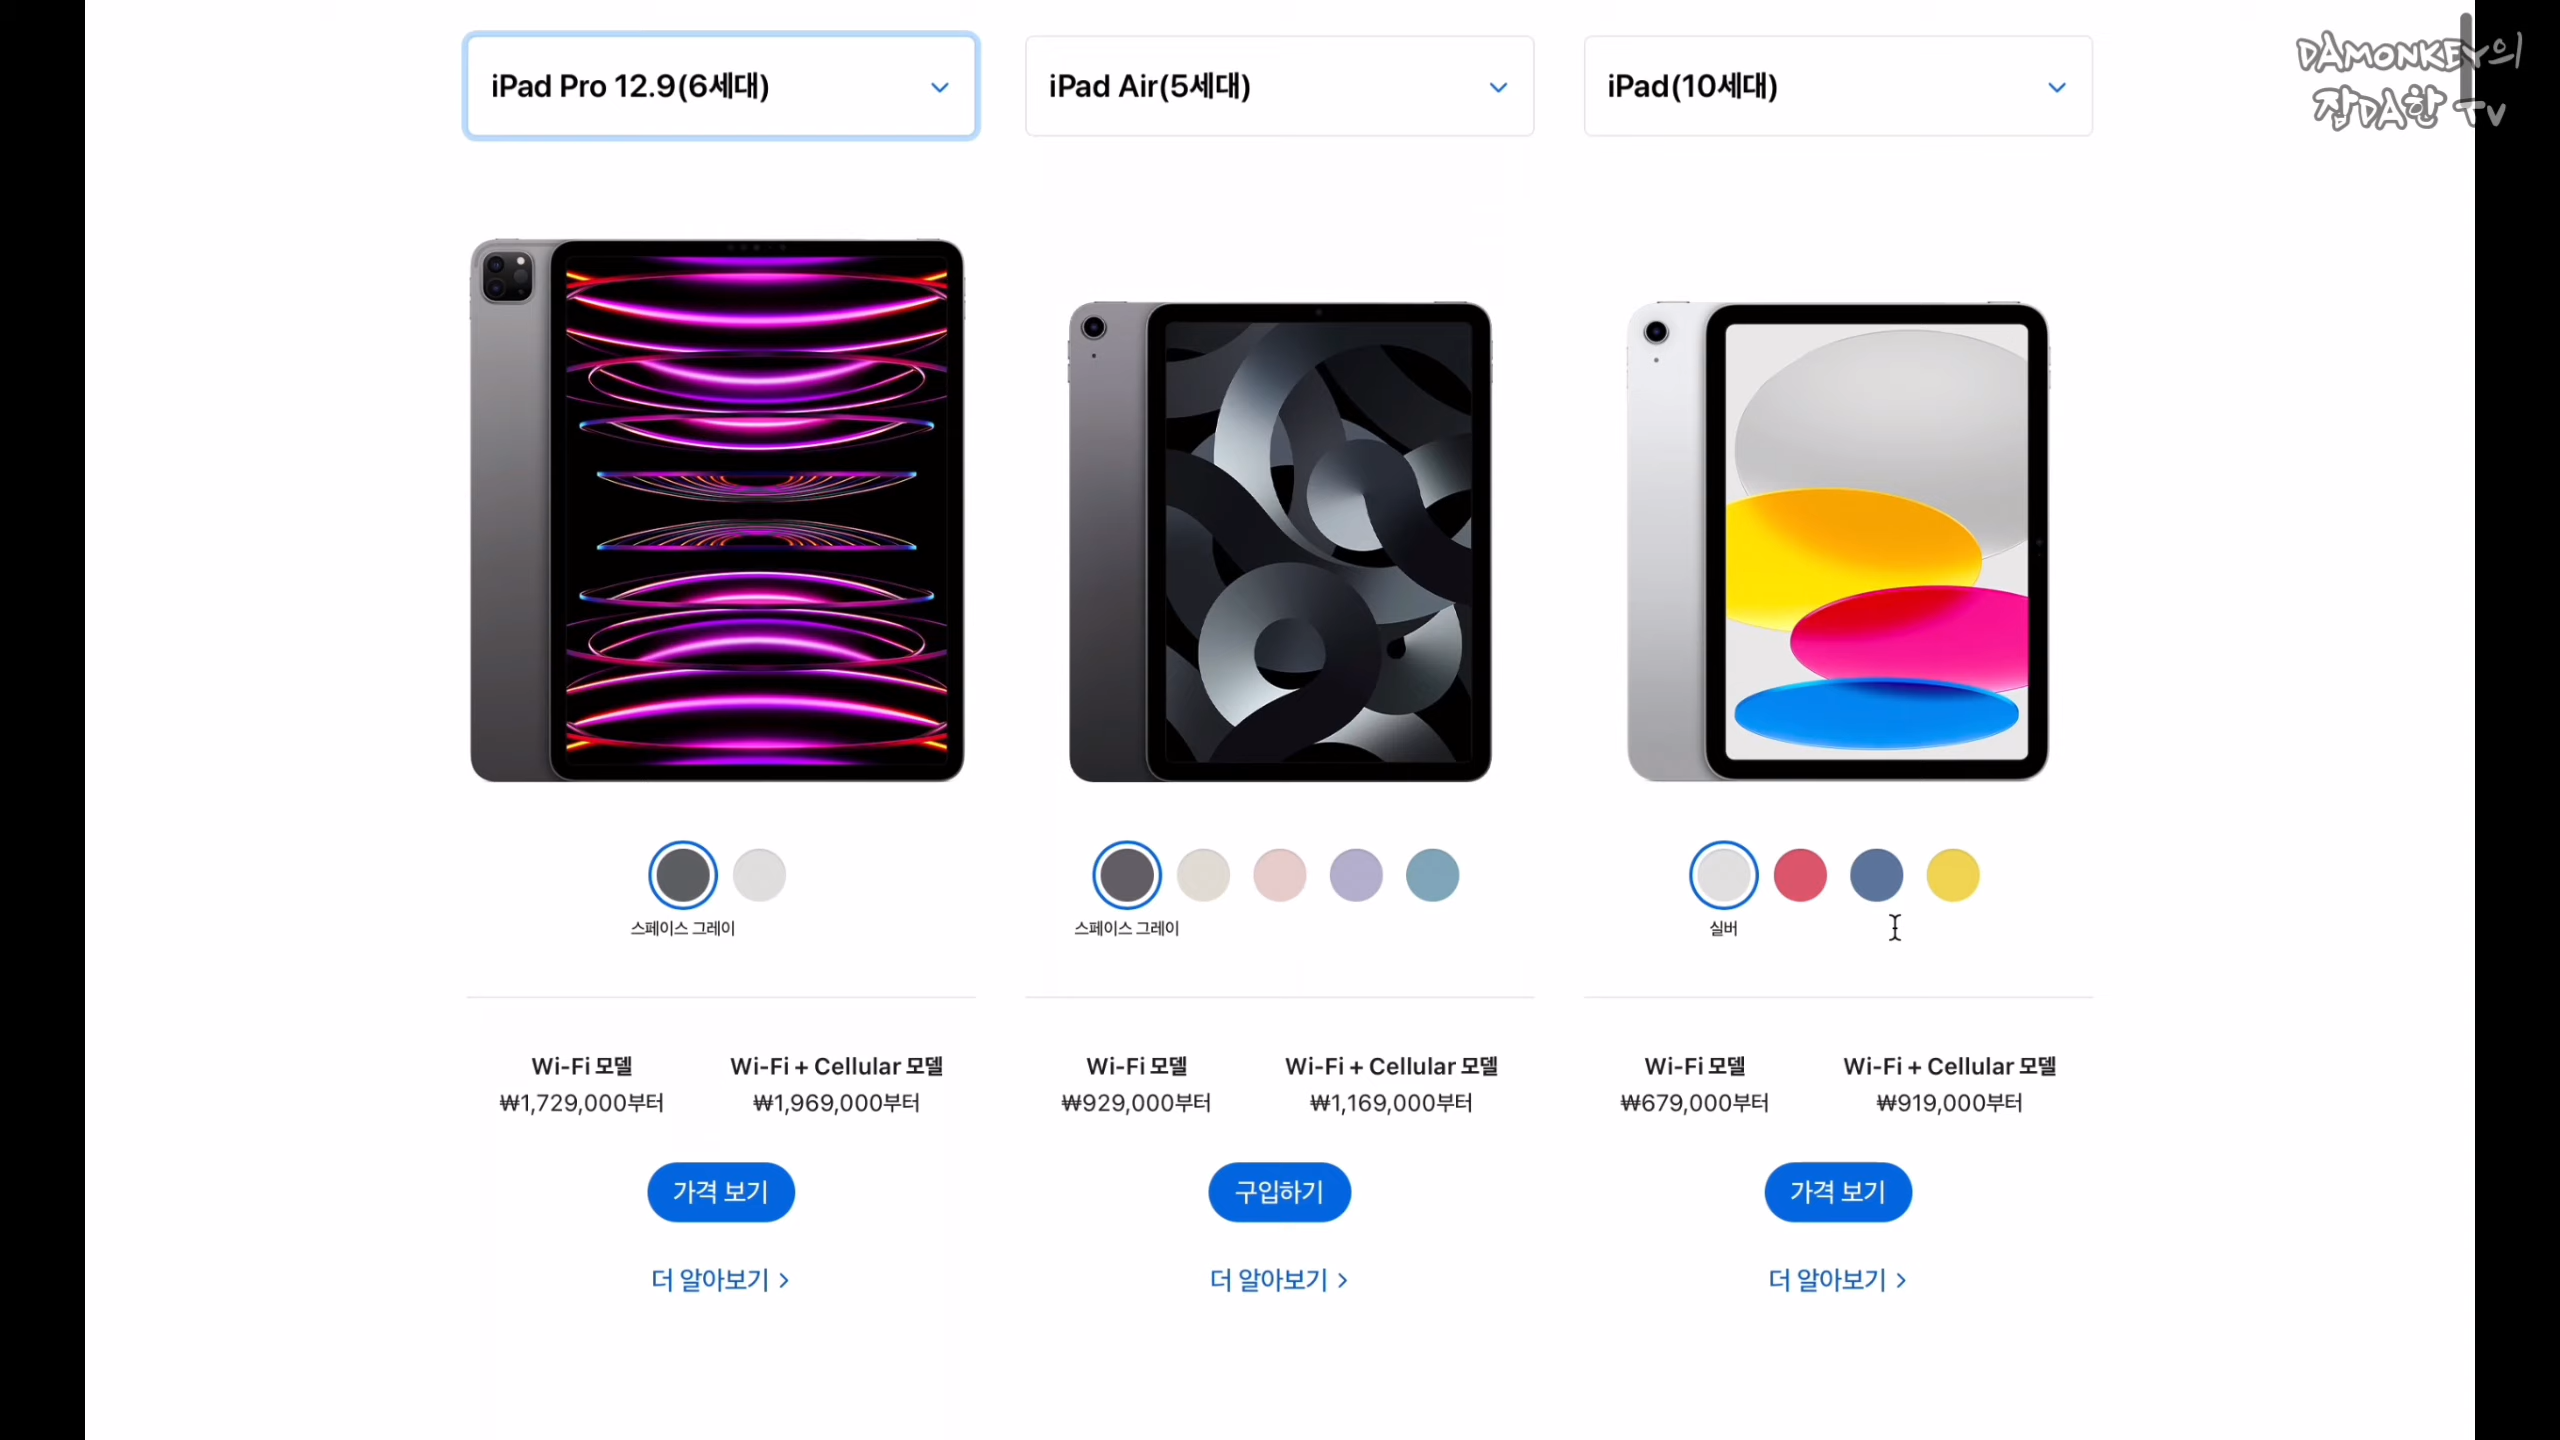 DAMONKEY의
잡DA한 TV
iPad Pro 12.9(6세대)
iPad Air(5세대)
iPad(10세대)
스페이스 그레이
스페이스 그레이
실버
Wi-Fi 모델
₩1,729,000부터
Wi-Fi + Cellular 모델
₩1,969,000부터
Wi-Fi 모델
₩929,000부터
Wi-Fi + Cellular 모델
₩1,169,000부터
Wi-Fi 모델
₩679,000부터
Wi-Fi + Cellular 모델
₩919,000부터
가격 보기
구입하기
가격 보기
더 알아보기 >
더 알아보기 >
더 알아보기 >